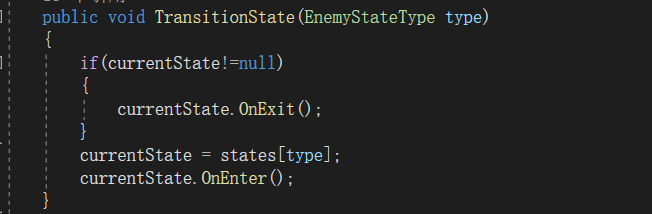 public void TransitionState(EnemyStateType type)
{
if(currentState!=null)
{
currentState.OnExit();
}
currentState = states[type];
currentState.OnEnter();
}